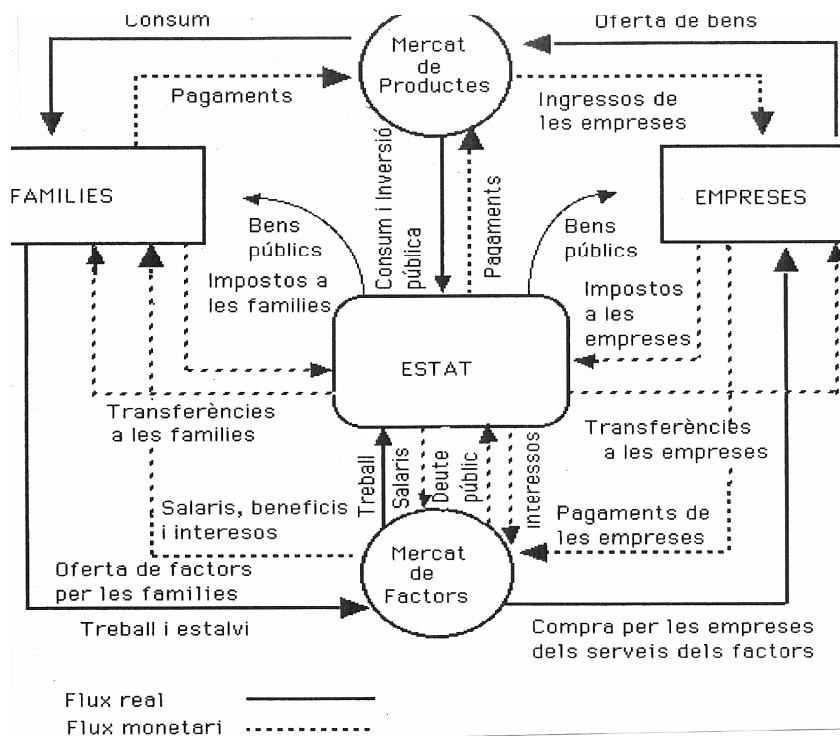 Consum
Oferta de bens
Mercat
de
Productes
Pagaments
Ingressos de
les empreses
FAMILIES
EMPRESES
Consum i Inversió
pública
Pagaments
Bens
públics
Bens
públics
Impostos a
les families
Impostos
a les
empreses
ESTAT
Transferències
a les families
Transferències
a les empreses
Treball
Salaris
Deute
públic
Interessos
Salaris, beneficis
i interesos
Pagaments de
les empreses
Mercat
de
Factors
Oferta de factors
per les families
Treball i estalvi
Compra per les empreses
dels serveis dels factors
Flux real
Flux monetari